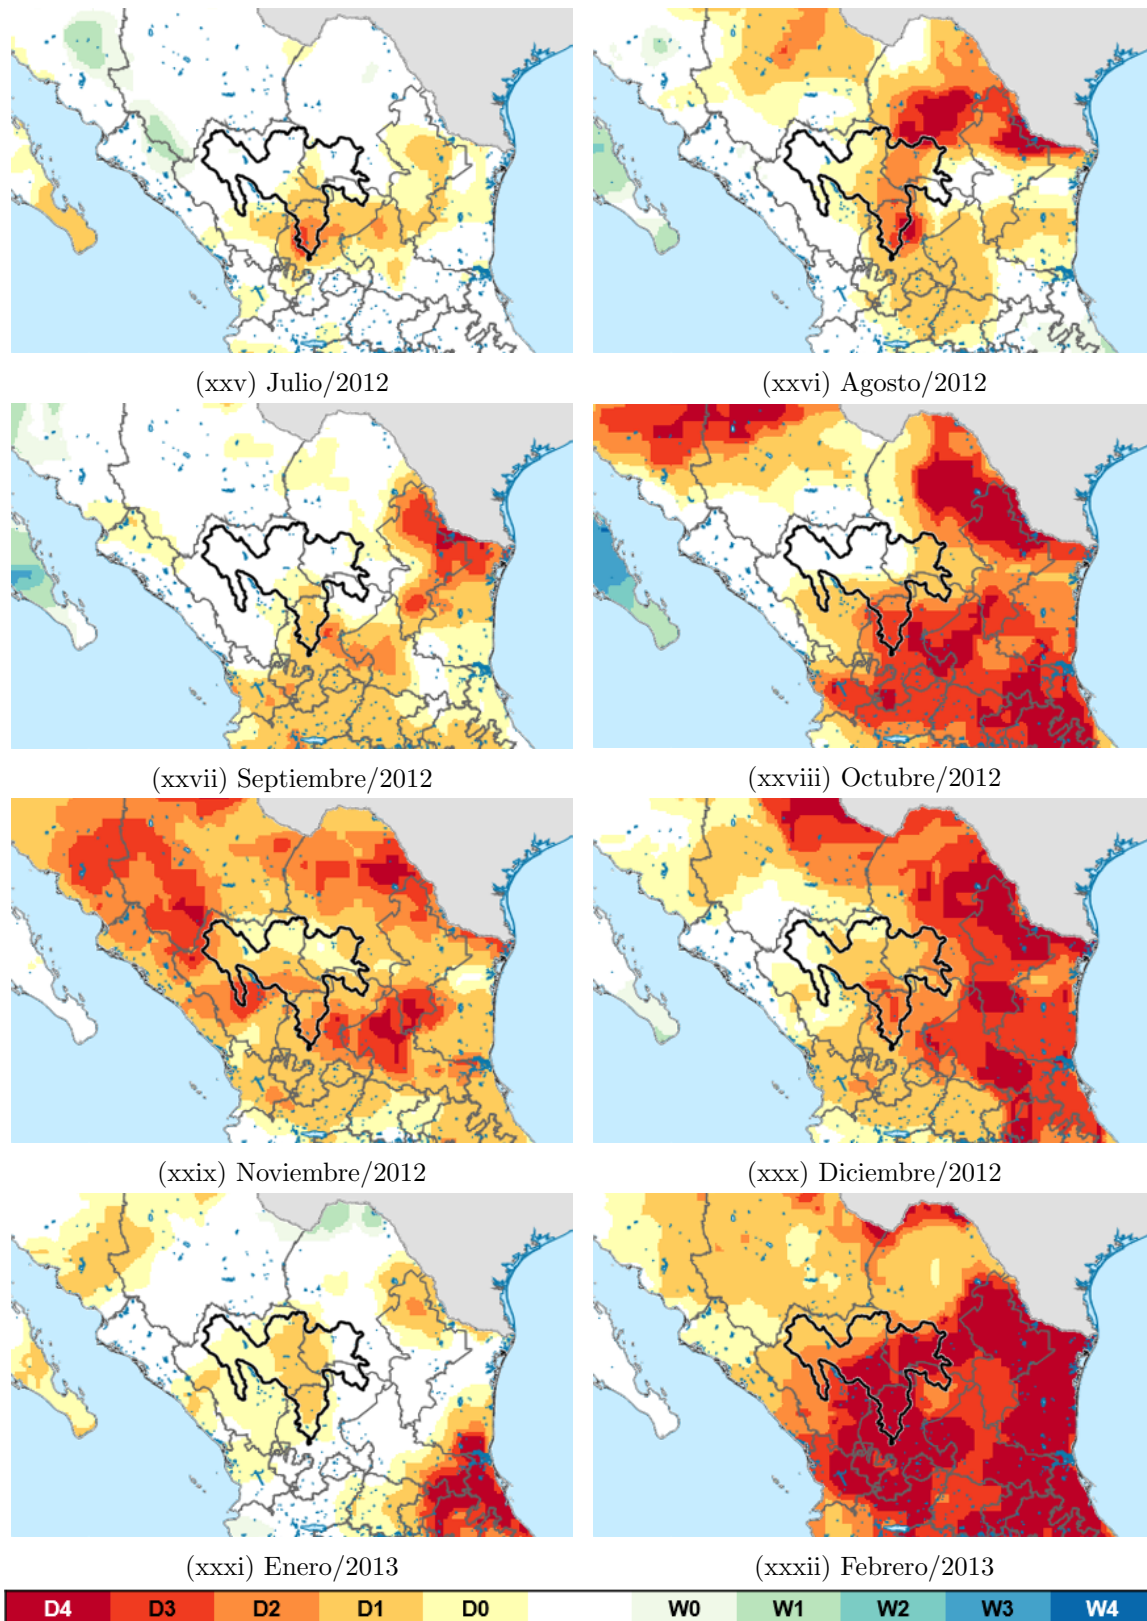 (xxv) Julio/2012
(xxvi) Agosto/2012
(xxvii) Septiembre/2012
(xxviii) Octubre/2012
(xxix) Noviembre/2012
(xxx) Diciembre/2012
(xxxi) Enero/2013
(xxxii) Febrero/2013
D4 D3 D2 D1 D0 W0 W1 W2 W3 W4